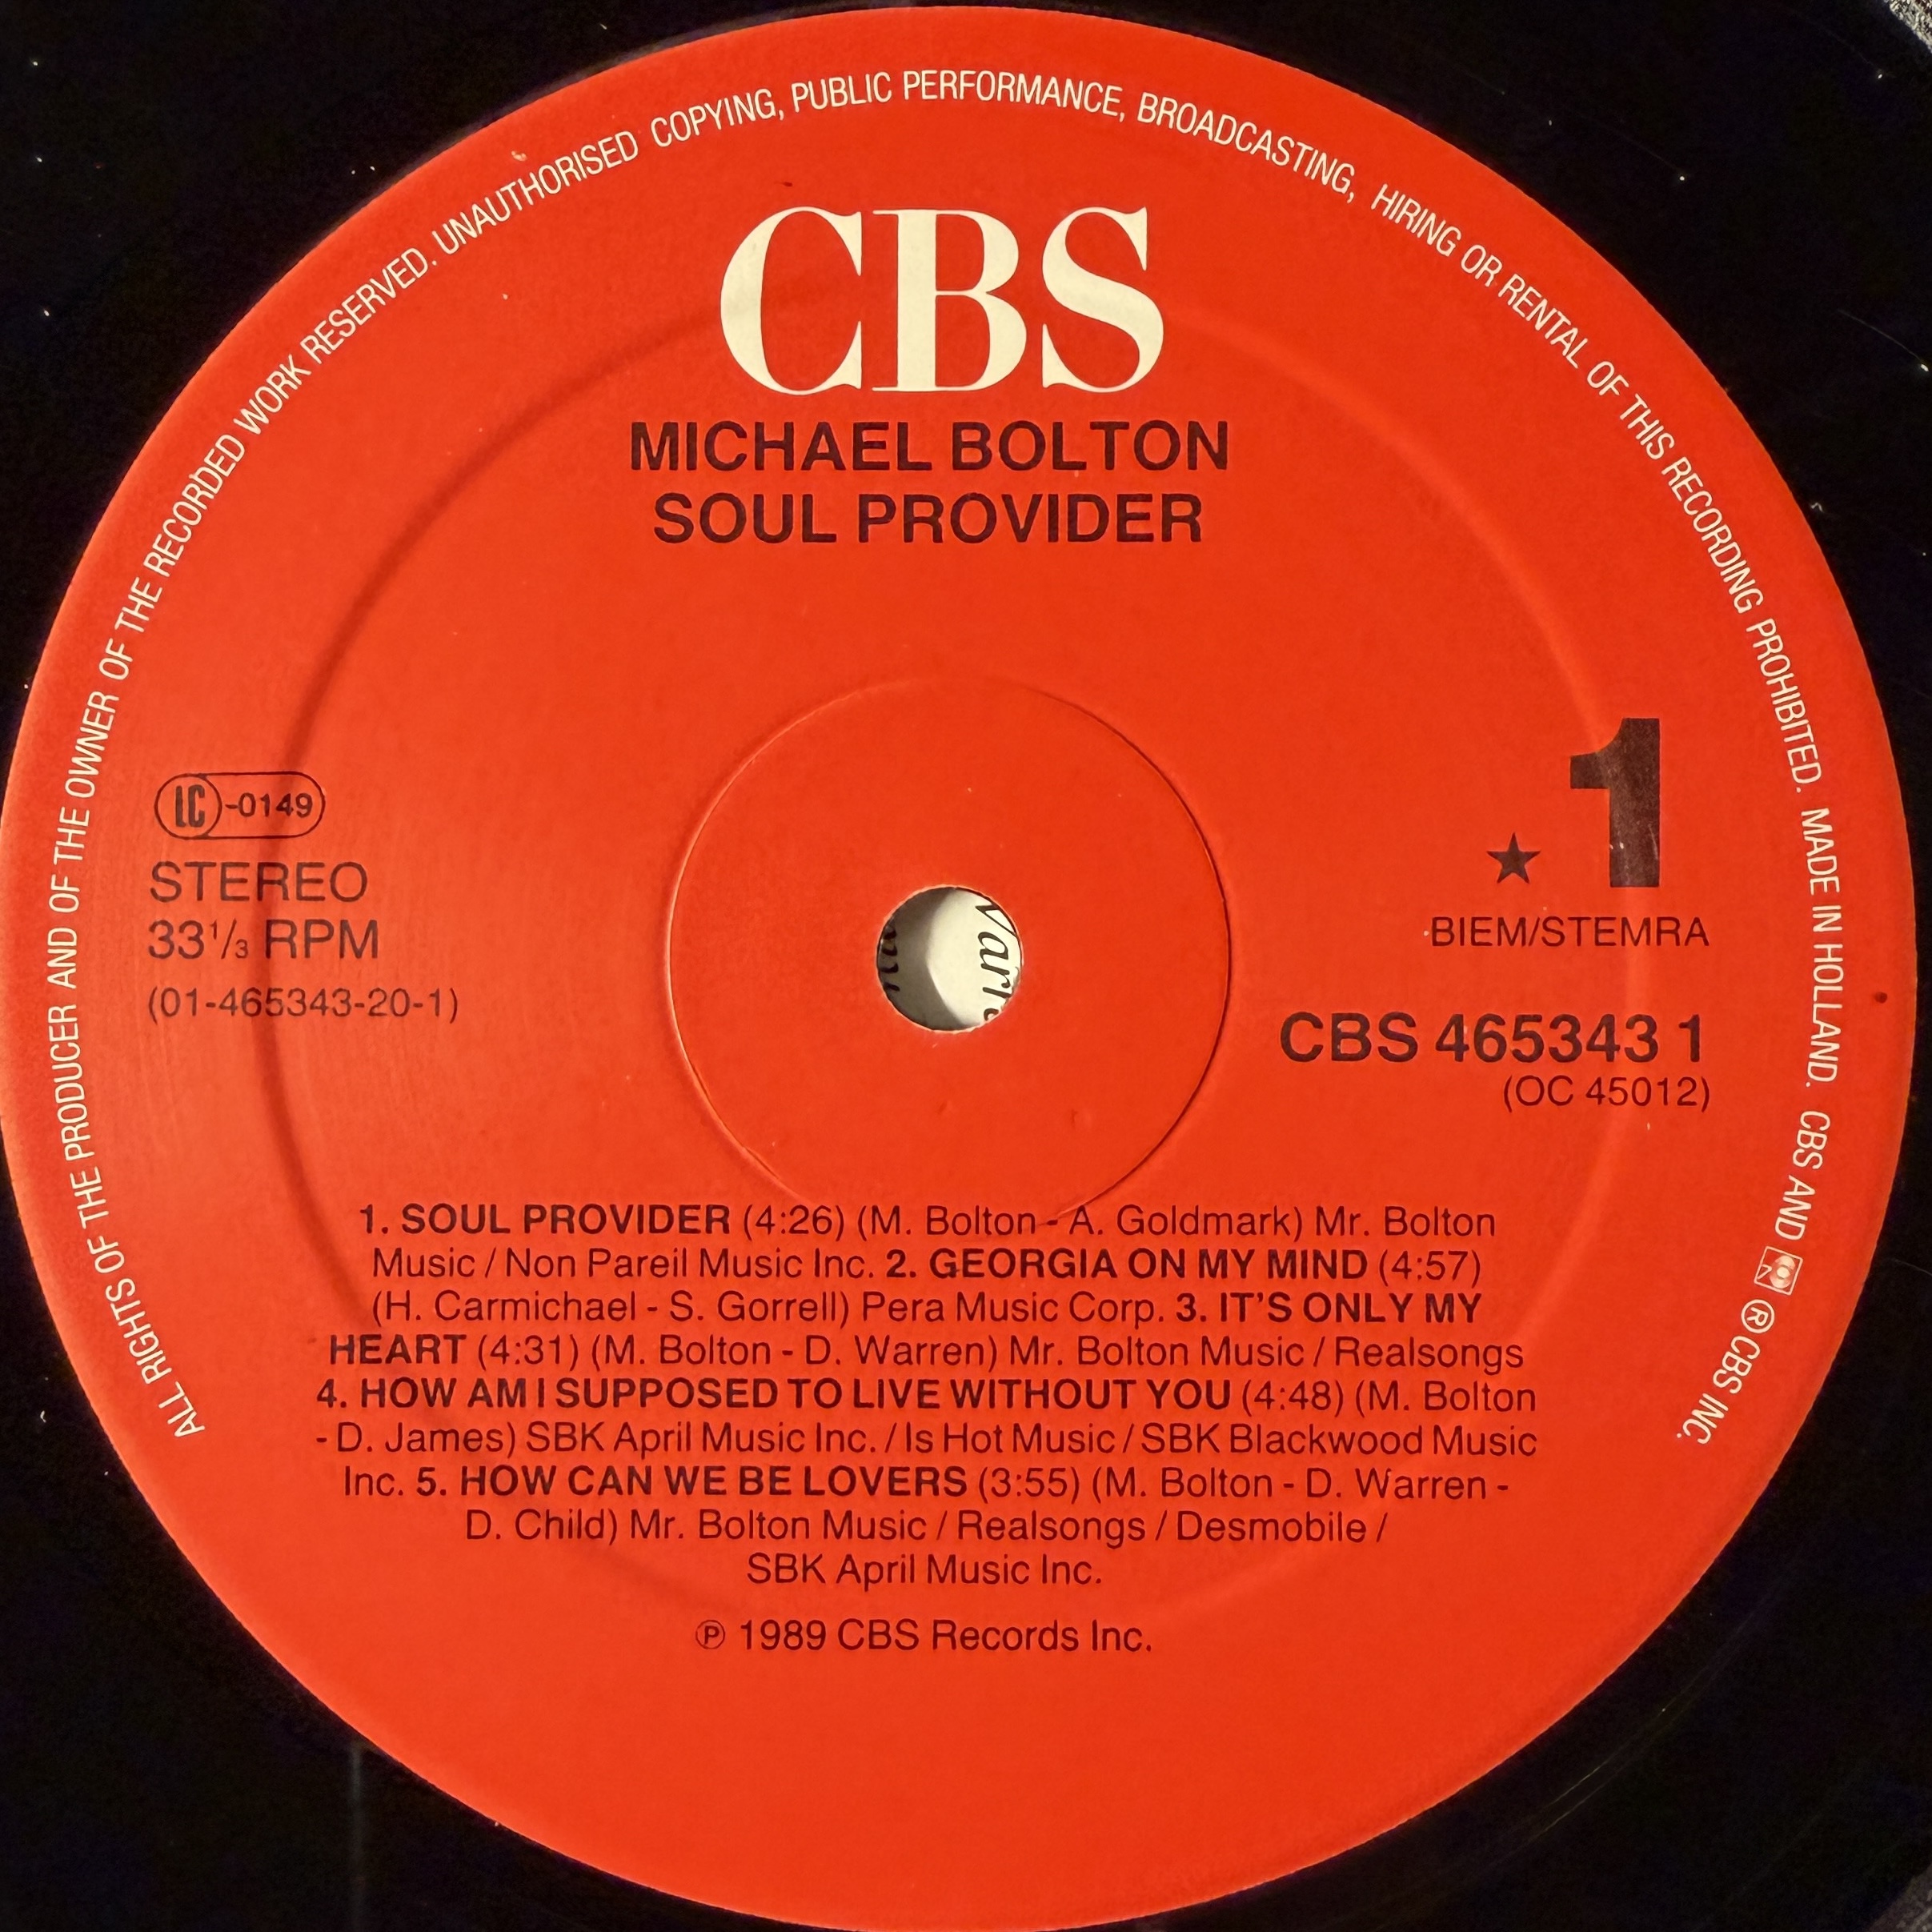 ALL RIGHTS OF THE PRODUCER AND OF THE OWNER OF THE RECORDED WORK RESERVED. UNAUTHORISED COPYING, PUBLIC PERFORMANCE, BROADCASTING, HIRING OR RENTAL OF THIS RECORDING PROHIBITED. MADE IN HOLLAND. CBS AND ® CBS INC.
CBS
MICHAEL BOLTON
SOUL PROVIDER
LC-0149
STEREO
33 1/3 RPM
(01-465343-20-1)
★ 1
BIEM/STEMRA
CBS 465343 1
(OC 45012)
1. SOUL PROVIDER (4:26) (M. Bolton - A. Goldmark) Mr. Bolton
Music / Non Pareil Music Inc. 2. GEORGIA ON MY MIND (4:57)
(H. Carmichael - S. Gorrell) Pera Music Corp. 3. IT'S ONLY MY
HEART (4:31) (M. Bolton - D. Warren) Mr. Bolton Music / Realsongs
4. HOW AM I SUPPOSED TO LIVE WITHOUT YOU (4:48) (M. Bolton
- D. James) SBK April Music Inc. / Is Hot Music / SBK Blackwood Music
Inc. 5. HOW CAN WE BE LOVERS (3:55) (M. Bolton - D. Warren -
D. Child) Mr. Bolton Music / Realsongs / Desmobile /
SBK April Music Inc.
℗ 1989 CBS Records Inc.